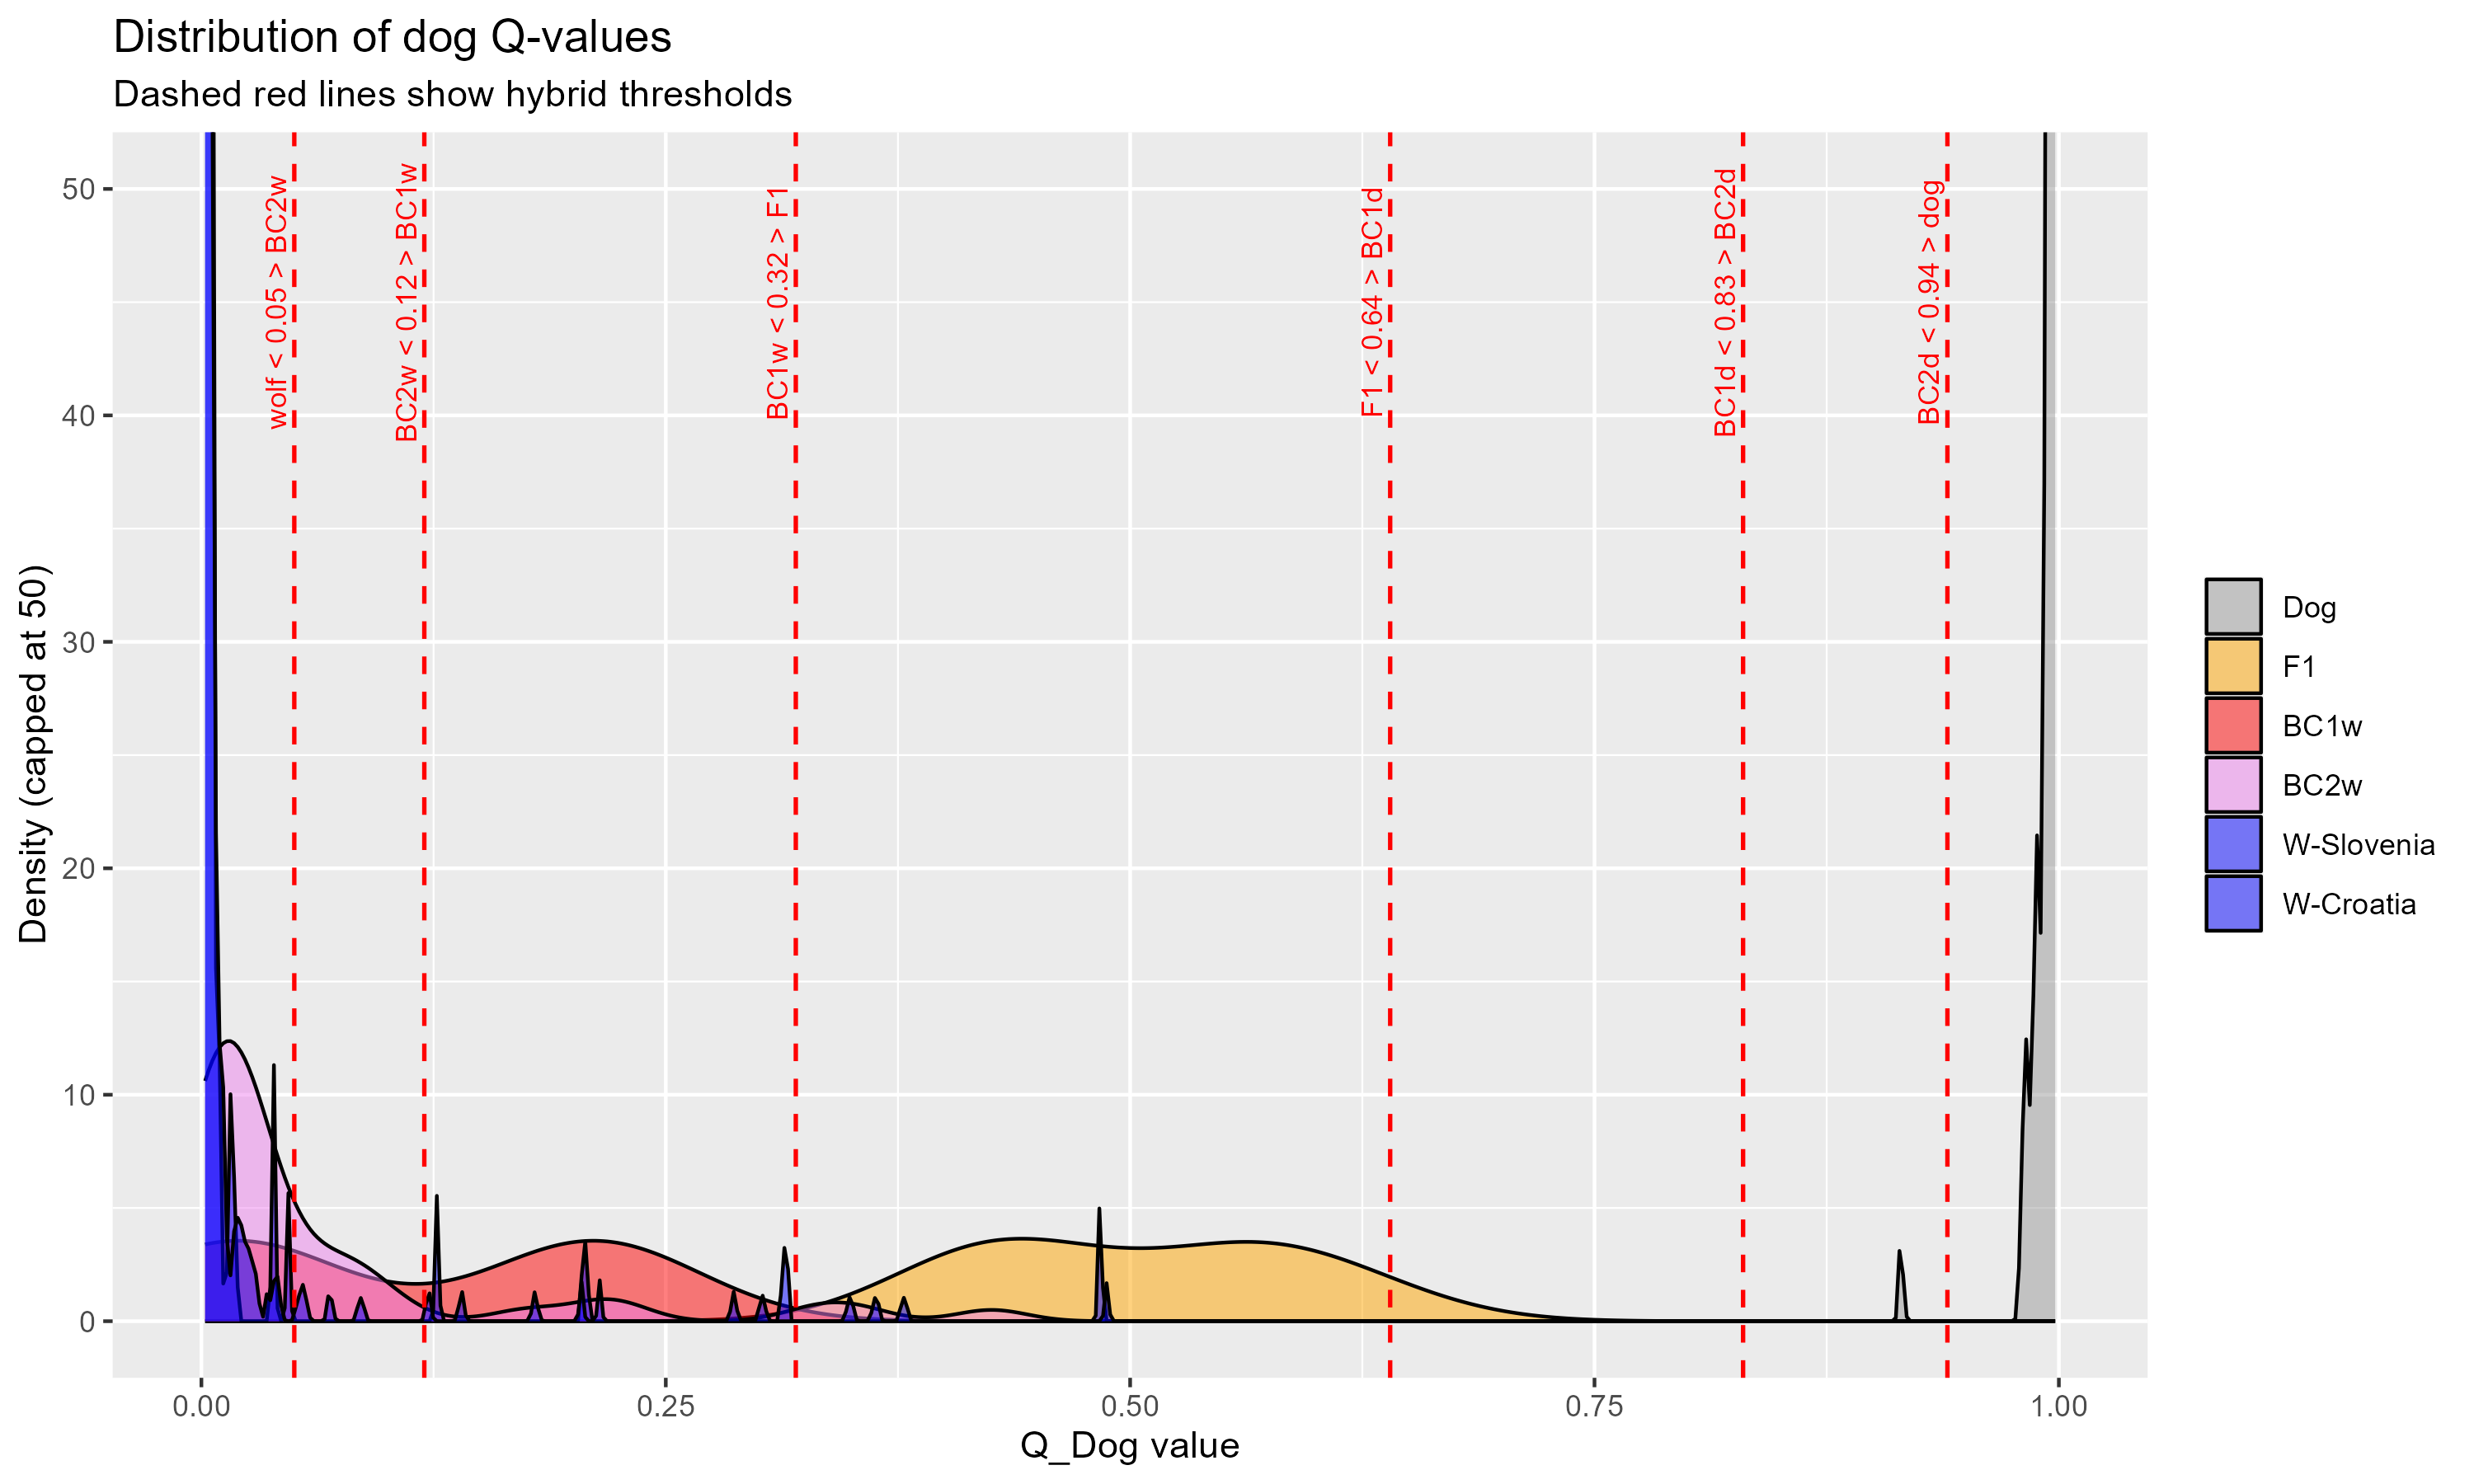 Distribution of dog Q-values
Dashed red lines show hybrid thresholds
Density (capped at 50)
50
40
30
20
10
0
wolf < 0.05 > BC2w
BC2w < 0.12 > BC1w
BC1w < 0.32 > F1
F1 < 0.64 > BC1d
BC1d < 0.83 > BC2d
BC2d < 0.94 > dog
0.00
0.25
0.50
0.75
1.00
Q_Dog value
Dog
F1
BC1w
BC2w
W-Slovenia
W-Croatia